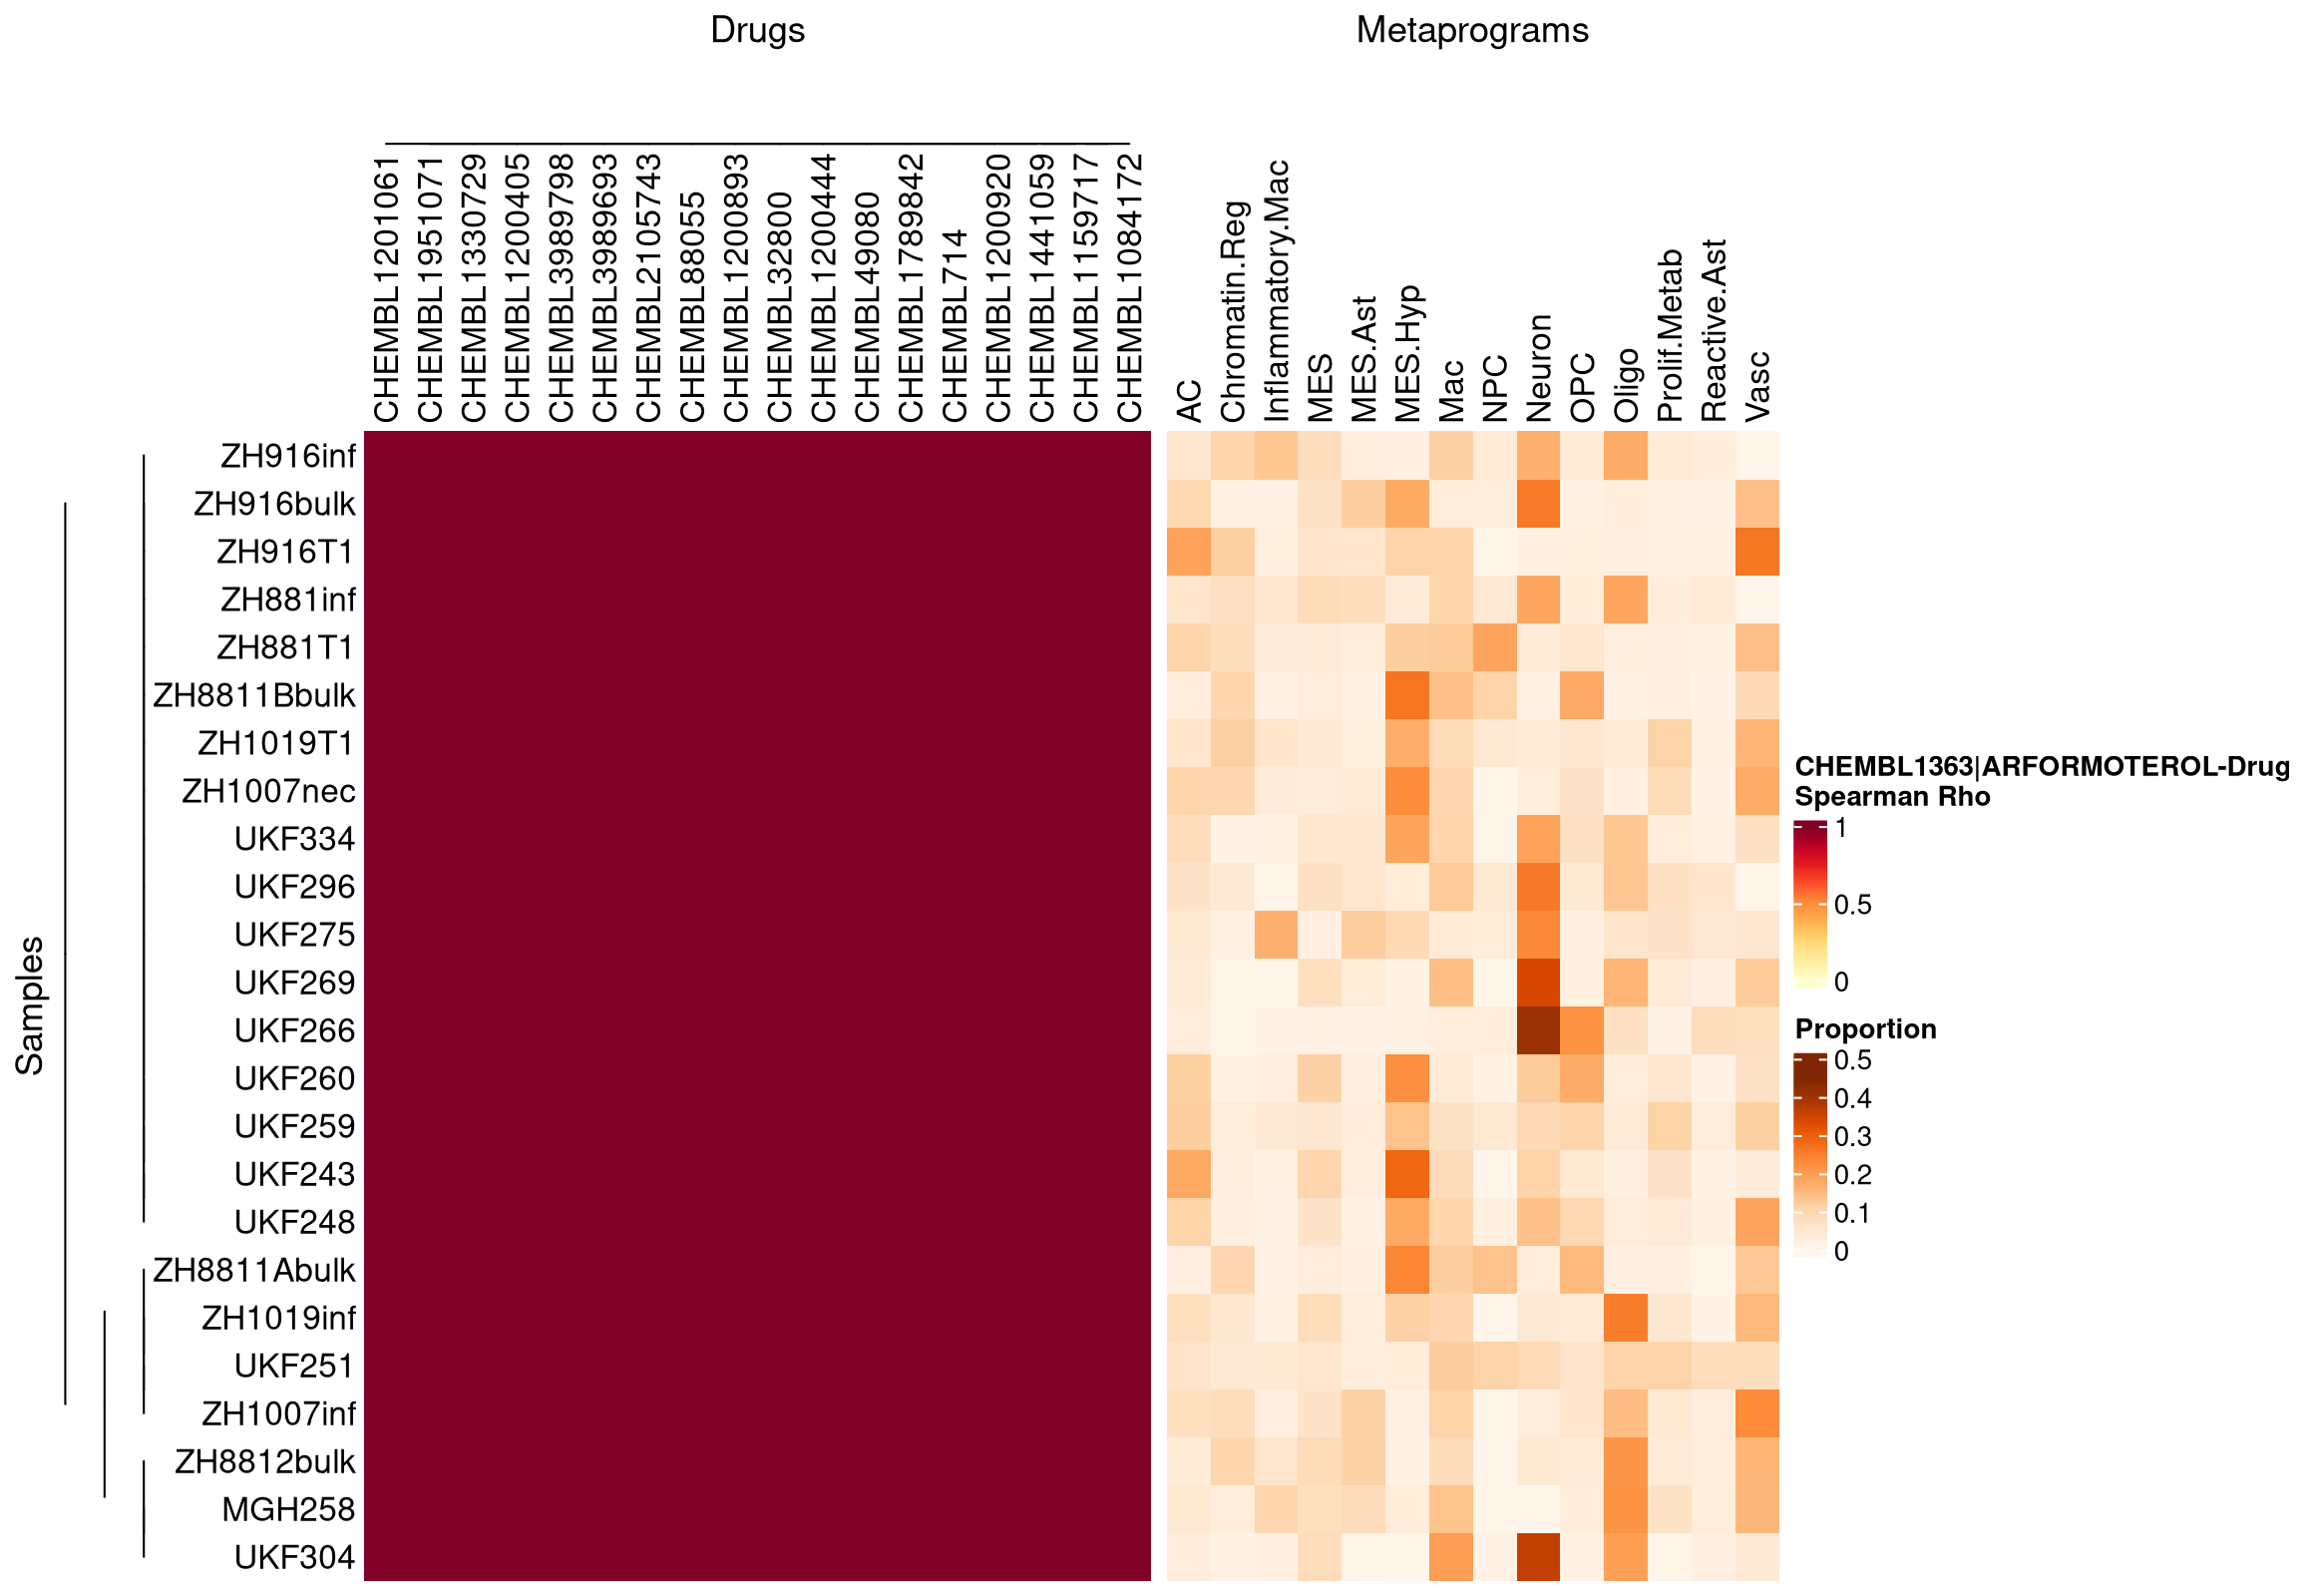 Drugs
Metaprograms
CHEMBL1201061
CHEMBL1951071
CHEMBL1330729
CHEMBL1200405
CHEMBL3989798
CHEMBL3989693
CHEMBL2105743
CHEMBL88055
CHEMBL1200893
CHEMBL32800
CHEMBL1200444
CHEMBL49080
CHEMBL1789842
CHEMBL714
CHEMBL1200920
CHEMBL1441059
CHEMBL1159717
CHEMBL1084172
AC
Chromatin.Reg
Inflammatory.Mac
MES
MES.Ast
MES.Hyp
Mac
NPC
Neuron
OPC
Oligo
Prolif.Metab
Reactive.Ast
Vasc
Samples
ZH916inf
ZH916bulk
ZH916T1
ZH881inf
ZH881T1
ZH8811Bbulk
ZH1019T1
ZH1007nec
UKF334
UKF296
UKF275
UKF269
UKF266
UKF260
UKF259
UKF243
UKF248
ZH8811Abulk
ZH1019inf
UKF251
ZH1007inf
ZH8812bulk
MGH258
UKF304
CHEMBL1363|ARFORMOTEROL-Drug
Spearman Rho
1
0.5
0
Proportion
0.5
0.4
0.3
0.2
0.1
0